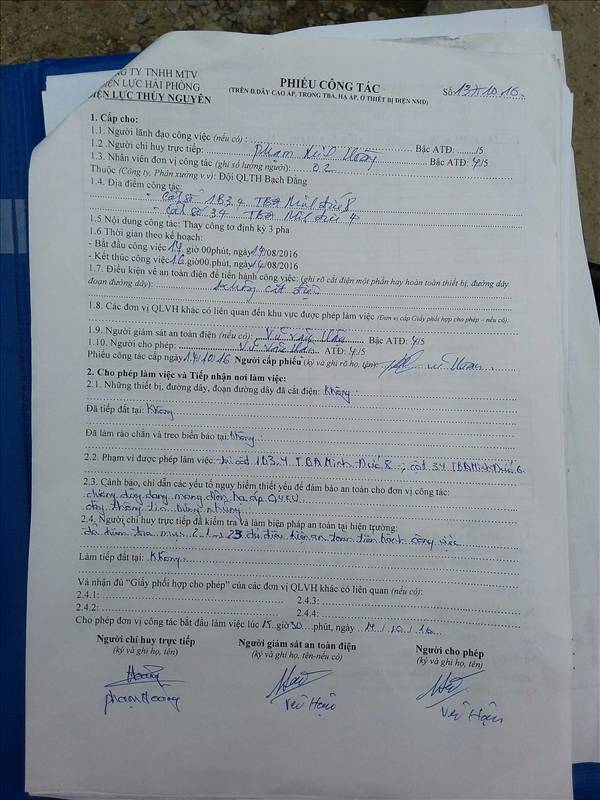 CÔNG TY TNHH MTV
ĐIỆN LỰC HẢI PHÒNG
ĐIỆN LỰC THỦY NGUYÊN
PHIẾU CÔNG TÁC
(TRÊN Đ.DÂY CAO ÁP, TRONG TBA, HẠ ÁP, Ở THIẾT BỊ ĐIỆN NMĐ)
Số
1. Cấp cho:
1.1. Người lãnh đạo công việc (nếu có) : Bậc ATĐ: /5
1.2 .Người chỉ huy trực tiếp: Phạm Hoàng Bậc ATĐ: 4/5
1.3. Nhân viên đơn vị công tác (ghi số lượng người): 02
Thuộc (Công ty, Phân xưởng v.v): Đội QLTH Bạch Đằng
1.4. Địa điểm công tác:
- Cột số 1B3.4 TBA Minh Đức 8
- Cột số 34 TBA Minh Đức
1.5 Nội dung công tác: Thay công tơ định kỳ 3 pha
1.6 Thời gian theo kế hoạch:
- Bắt đầu công việc 14 giờ 00phút, ngày 14/08/2016
- Kết thúc công việc 16 giờ 00.phút, ngày 14/08/2016
1.7. Điều kiện về an toàn điện để tiến hành công việc: (ghi rõ cắt điện một phần hay hoàn toàn thiết bị, đường dây
đoạn đường dây): không cắt điện
1.8. Các đơn vị QLVH khác có liên quan đến khu vực được phép làm việc (Đơn vị cấp Giấy phối hợp cho phép – nếu có):
1.9. Người giám sát an toàn điện (nếu có): Vũ Văn Hậu Bậc ATĐ: 4/5
1.10. Người cho phép: Vũ Văn Hậu ATĐ: 4/5
Phiếu công tác cấp ngày 14/10/16 Người cấp phiếu (ký và ghi rõ họ, tên):
2. Cho phép làm việc và Tiếp nhận nơi làm việc:
2.1. Những thiết bị, đường dây, đoạn đường dây đã cắt điện: Không
Đã tiếp đất tại: Không
Đã làm rào chắn và treo biển báo tại: Không
2.2. Phạm vi được phép làm việc: tại cột 1B3.4 TBA Minh Đức 8 ; cột 34 TBA Minh Đức 6
2.3. Cảnh báo, chỉ dẫn các yếu tố nguy hiểm thiết yếu để đảm bảo an toàn cho đơn vị công tác:
chúng đang mang điện hạ áp 0,4 KV
dây thông tin bùng nhùng
2.4. Người chỉ huy trực tiếp đã kiểm tra và làm biện pháp an toàn tại hiện trường:
đã kiểm tra mục 2.1 -> 2.3 đủ điều kiện an toàn tiến hành công việc
Làm tiếp đất tại: Không
Và nhận đủ “Giấy phối hợp cho phép” của các đơn vị QLVH khác có liên quan (nếu có):
2.4.1: 2.4.3:
2.4.2: 2.4.4:
Cho phép đơn vị công tác bắt đầu làm việc lúc 15 giờ 30 phút, ngày 14 / 10 / 16
Người chỉ huy trực tiếp Người giám sát an toàn điện Người cho phép
(ký và ghi họ, tên) (ký và ghi họ, tên-nếu có) (ký và ghi họ, tên)
Phạm Hoàng Vũ Hậu Vũ Hậu